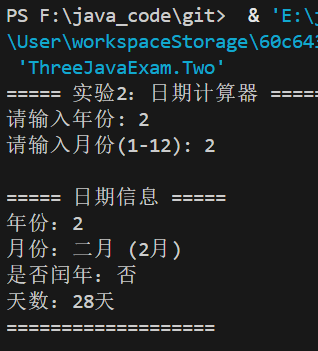 PS F:\java_code\git>  & 'E:\j
\User\workspaceStorage\60c643
 'ThreeJavaExam.Two'
===== 实验2: 日期计算器 =====
请输入年份: 2
请输入月份(1-12): 2

===== 日期信息 =====
年份: 2
月份: 二月 (2月)
是否闰年: 否
天数: 28天
===================